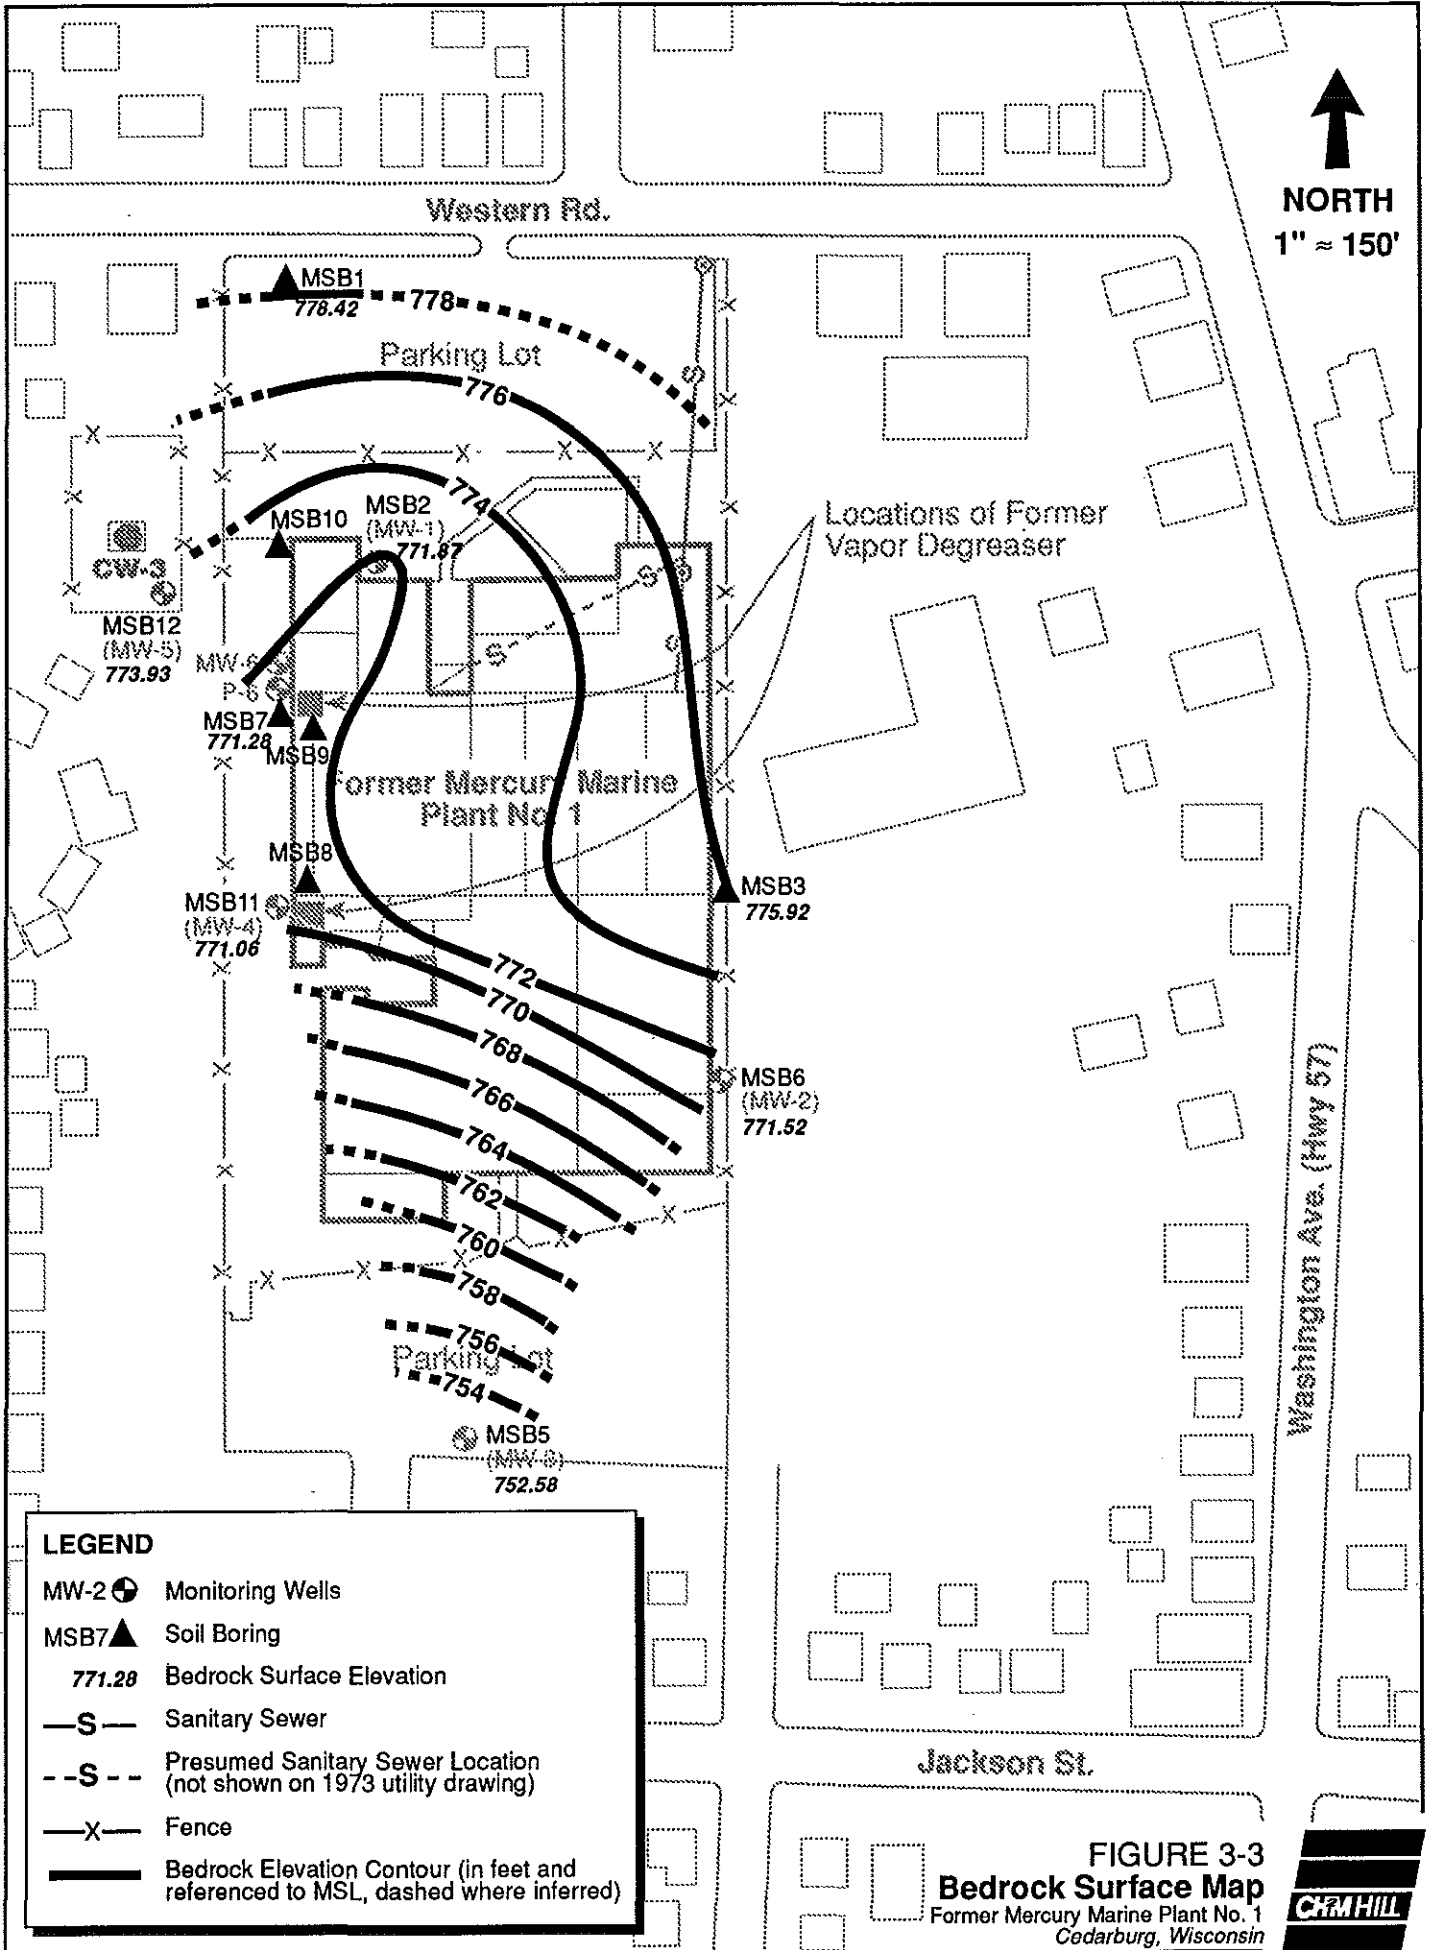 Western Rd.
NORTH
1" ≈ 150'
MSB1
778.42
778
Parking Lot
776
774
MSB2
(MW-1)
771.87
MSB10
Locations of Former
Vapor Degreaser
CW-3
MSB12
(MW-5)
773.93
MW-6
P-6
MSB7
771.28
MSB9
S
S
S
Former Mercury Marine
Plant No. 1
MSB8
MSB11
(MW-4)
771.06
MSB3
775.92
772
770
768
766
764
762
760
758
756
754
MSB6
(MW-2)
771.52
Parking Lot
MSB5
(MW-3)
752.58
Washington Ave. (Hwy 57)
Jackson St.
LEGEND
MW-2 Monitoring Wells
MSB7 Soil Boring
771.28 Bedrock Surface Elevation
—S— Sanitary Sewer
--S-- Presumed Sanitary Sewer Location
(not shown on 1973 utility drawing)
—X— Fence
Bedrock Elevation Contour (in feet and
referenced to MSL, dashed where inferred)
FIGURE 3-3
Bedrock Surface Map
Former Mercury Marine Plant No. 1
Cedarburg, Wisconsin
CH2M HILL